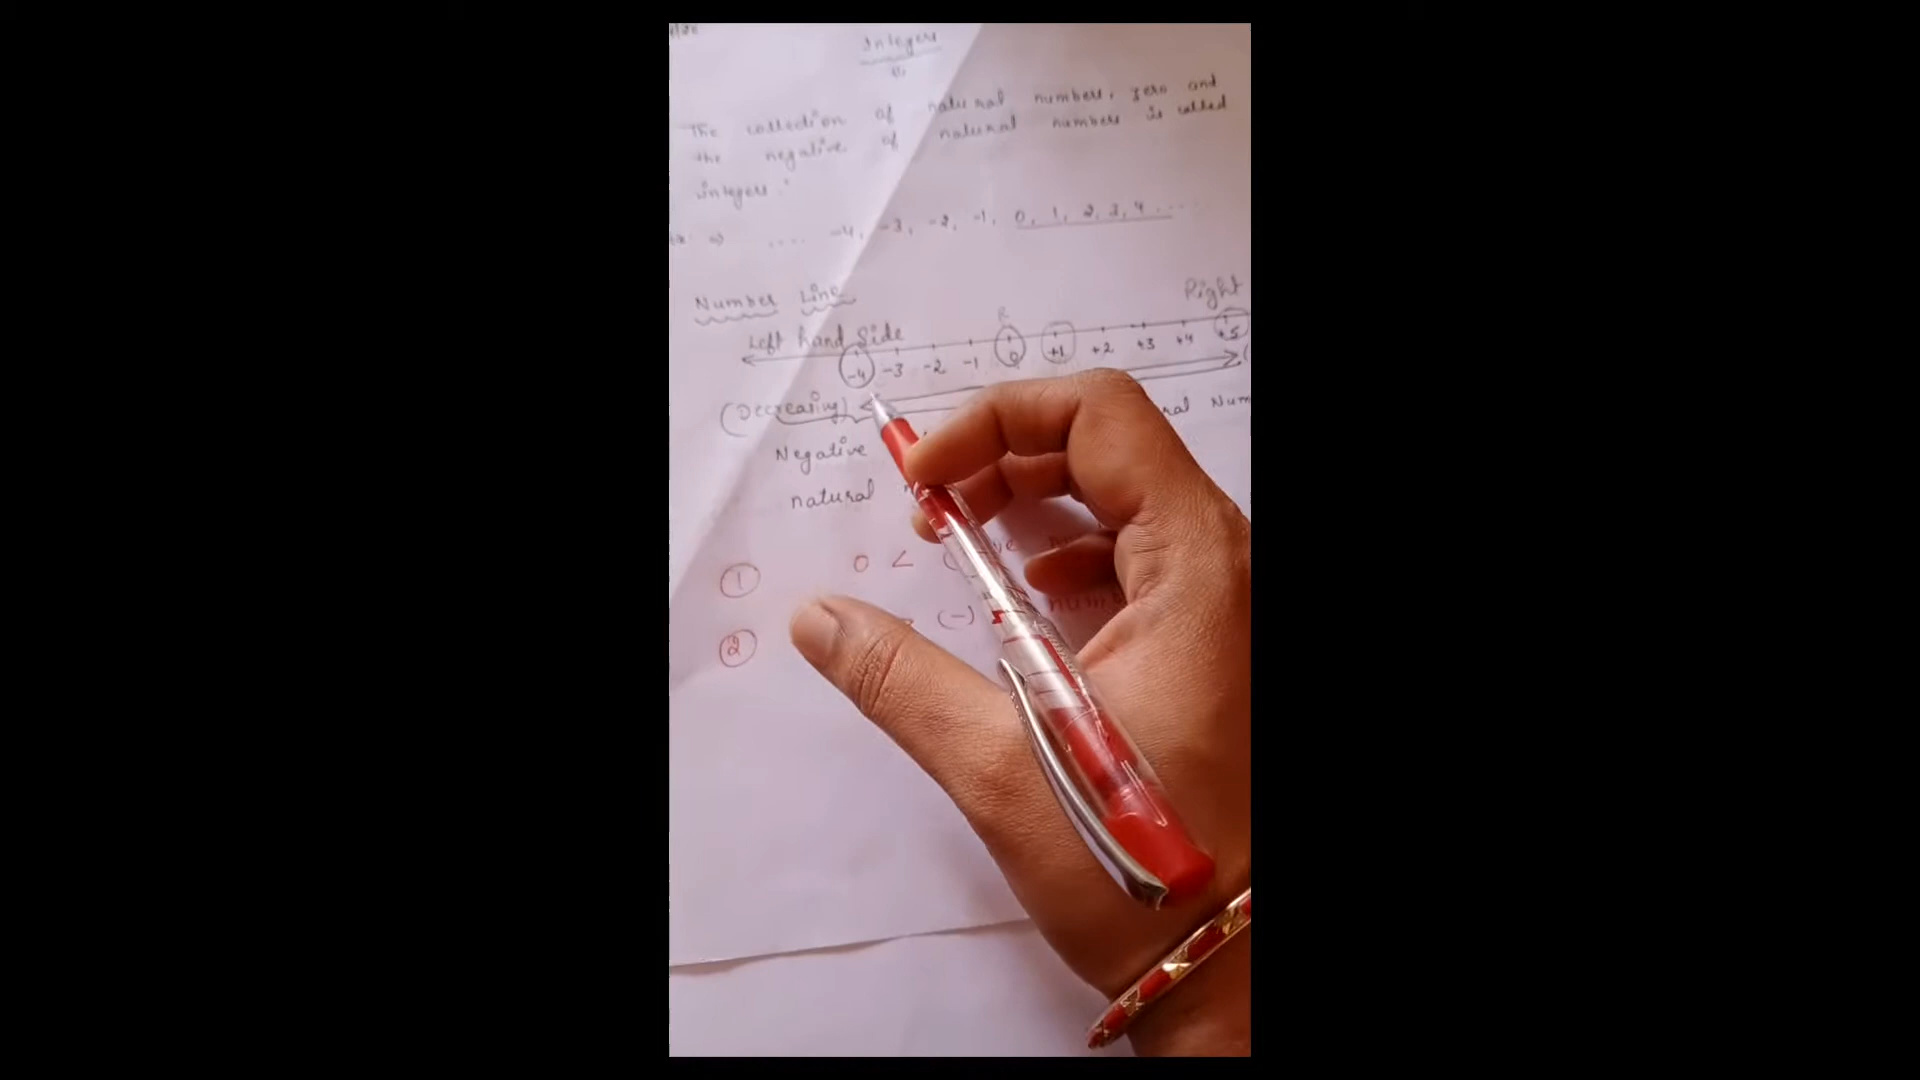 Integers
The collection of natural numbers, zero and
the negative of natural numbers is called
integers."
.... -4, -3, -2, -1, 0, 1, 2, 3, 4 ....
Number Line
Right
Left hand Side
-4 -3 -2 -1 0 +1 +2 +3 +4 +5
(Decreasing)
Negative
natural
① 0 <
② (-)